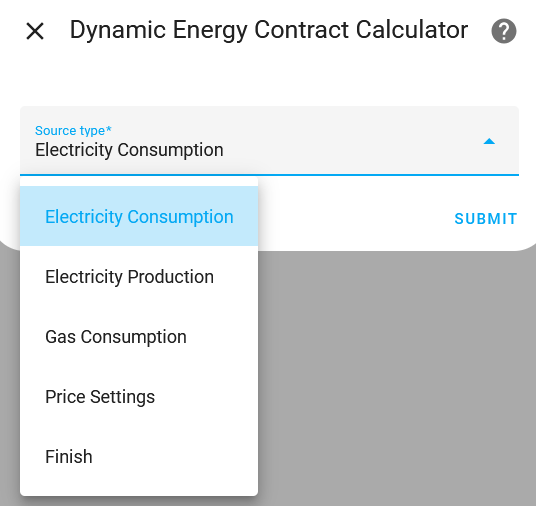 Dynamic Energy Contract Calculator
Source type*
Electricity Consumption
Electricity Consumption
SUBMIT
Electricity Production
Gas Consumption
Price Settings
Finish